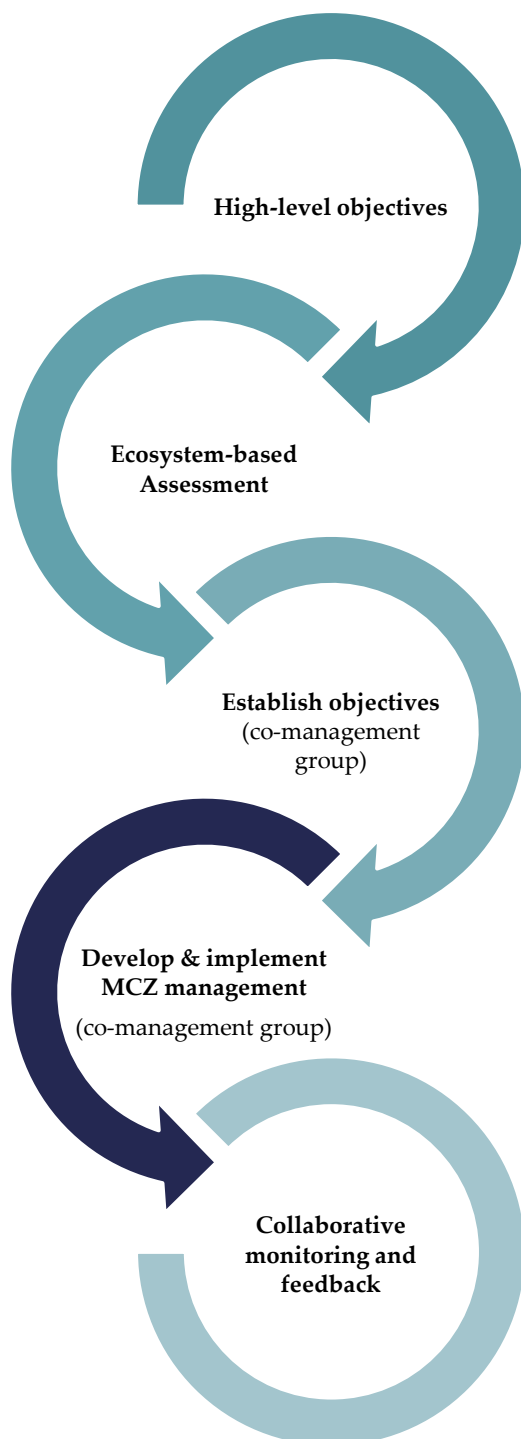 High-level objectives
Ecosystem-based
Assessment
Establish objectives
(co-management
group)
Develop & implement
MCZ management
(co-management group)
Collaborative
monitoring and
feedback